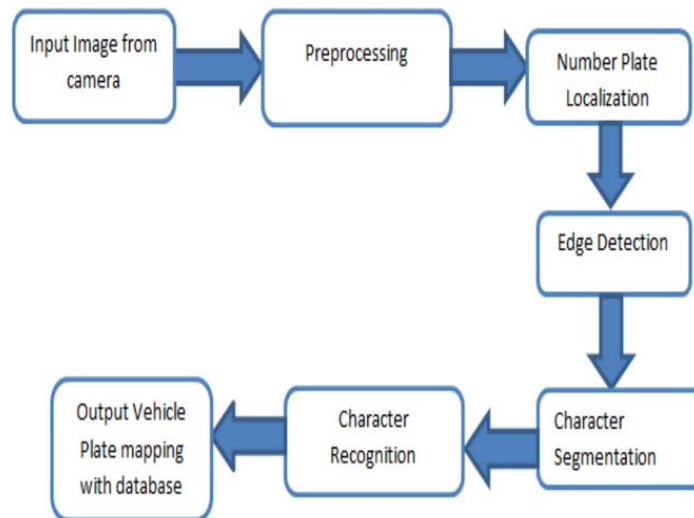 Input Image from
camera
Preprocessing
Number Plate
Localization
Edge Detection
Character
Segmentation
Character
Recognition
Output Vehicle
Plate mapping
with database